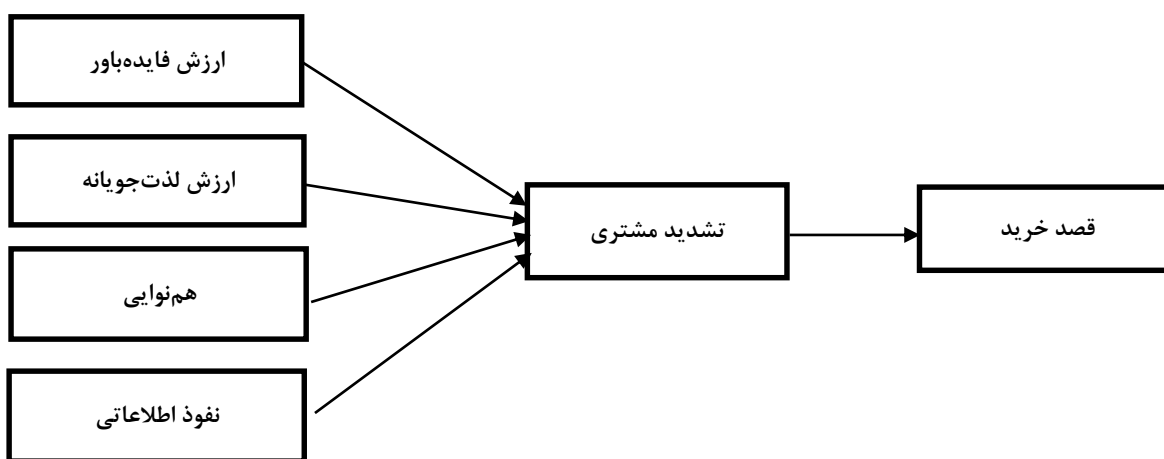 ارزش فایده‌باور
ارزش لذت‌جویانه
هم‌نوایی
نفوذ اطلاعاتی
تشدید مشتری
قصد خرید